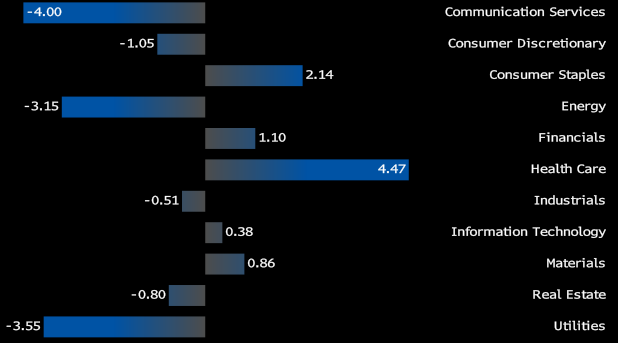 -4.00 Communication Services
-1.05 Consumer Discretionary
2.14 Consumer Staples
-3.15 Energy
1.10 Financials
4.47 Health Care
-0.51 Industrials
0.38 Information Technology
0.86 Materials
-0.80 Real Estate
-3.55 Utilities